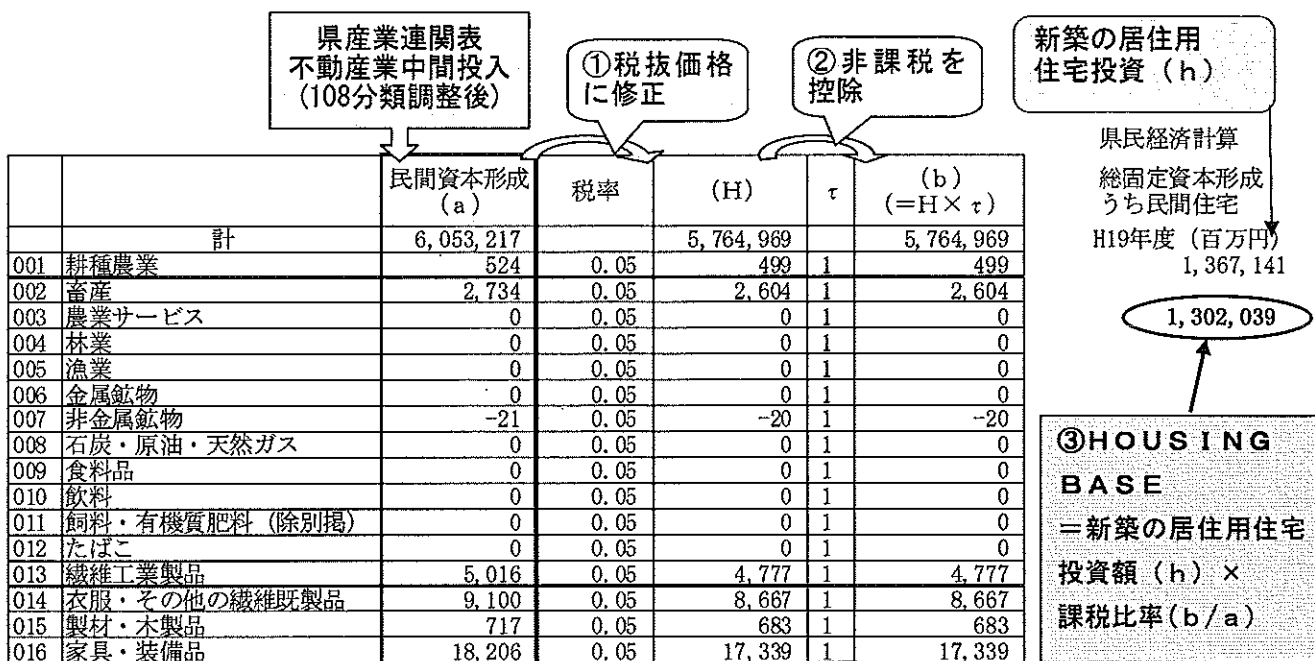 県産業連関表
不動産業中間投入
(108分類調整後)
①税抜価格
に修正
②非課税を
控除
新築の居住用
住宅投資(h)
県民経済計算
総固定資本形成
うち民間住宅
H19年度(百万円)
1,367,141
1,302,039
③HOUSING
BASE
=新築の居住用住宅
投資額(h)×
課税比率(b/a)
民間資本形成
(a) 税率 (H) τ (b)
(=H×τ)
計 6,053,217 5,764,969 5,764,969
001 耕種農業 524 0.05 499 1 499
002 畜産 2,734 0.05 2,604 1 2,604
003 農業サービス 0 0.05 0 1 0
004 林業 0 0.05 0 1 0
005 漁業 0 0.05 0 1 0
006 金属鉱物 0 0.05 0 1 0
007 非金属鉱物 -21 0.05 -20 1 -20
008 石炭・原油・天然ガス 0 0.05 0 1 0
009 食料品 0 0.05 0 1 0
010 飲料 0 0.05 0 1 0
011 飼料・有機質肥料(除別掲) 0 0.05 0 1 0
012 たばこ 0 0.05 0 1 0
013 繊維工業製品 5,016 0.05 4,777 1 4,777
014 衣服・その他の繊維既製品 9,100 0.05 8,667 1 8,667
015 製材・木製品 717 0.05 683 1 683
016 家具・装備品 18,206 0.05 17,339 1 17,339